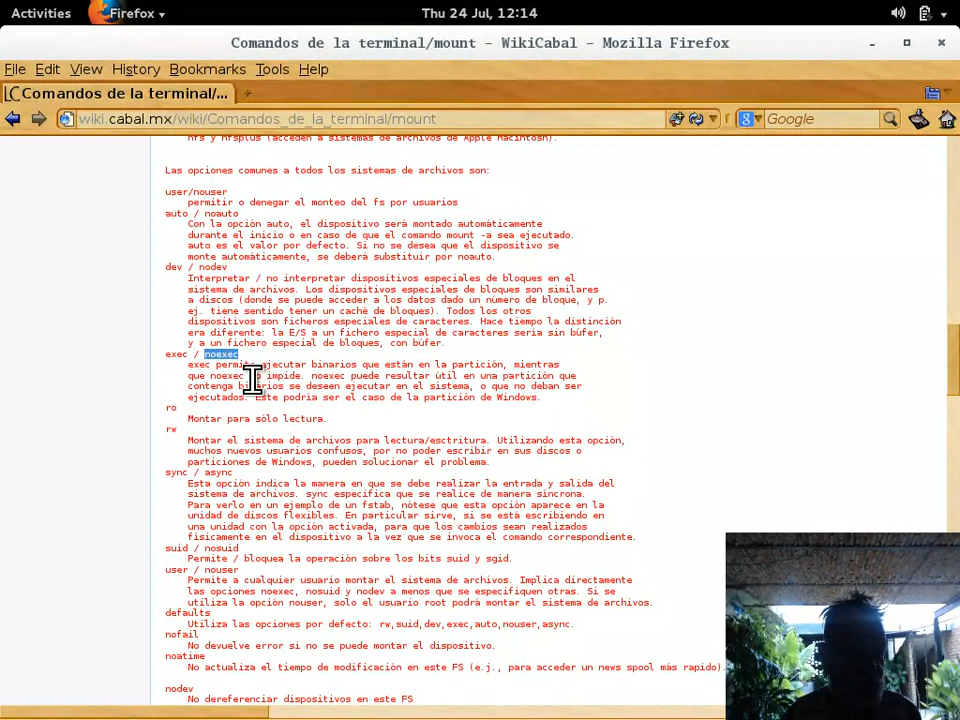 Activities Firefox Thu 24 Jul, 12:14
Comandos de la terminal/mount - WikiCabal - Mozilla Firefox
File Edit View History Bookmarks Tools Help
Comandos de la terminal/...
wiki.cabal.mx/wiki/Comandos_de_la_terminal/mount Google
hfs y hfsplus (acceden a sistemas de archivos de Apple Macintosh).
Las opciones comunes a todos los sistemas de archivos son:
user/nouser
permitir o denegar el monteo del fs por usuarios
auto / noauto
Con la opción auto, el dispositivo será montado automáticamente
durante el inicio o en caso de que el comando mount -a sea ejecutado.
auto es el valor por defecto. Si no se desea que el dispositivo se
monte automáticamente, se deberá substituir por noauto.
dev / nodev
Interpretar / no interpretar dispositivos especiales de bloques en el
sistema de archivos. Los dispositivos especiales de bloques son similares
a discos (donde se puede acceder a los datos dado un número de bloque, y p.
ej. tiene sentido tener un caché de bloques). Todos los otros
dispositivos son ficheros especiales de caracteres. Hace tiempo la distinción
era diferente: la E/S a un fichero especial de caracteres sería sin búfer,
y a un fichero especial de bloques, con búfer.
exec / noexec
exec permite ejecutar binarios que están en la partición, mientras
que noexec impide. noexec puede resultar útil en una partición que
contenga se deseen ejecutar en el sistema, o que no deban ser
ejecutados. Este podría ser el caso de la partición de Windows.
ro
Montar para sólo lectura.
rw
Montar el sistema de archivos para lectura/esctritura. Utilizando esta opción,
muchos nuevos usuarios confusos, por no poder escribir en sus discos o
particiones de Windows, pueden solucionar el problema.
sync / async
Esta opción indica la manera en que se debe realizar la entrada y salida del
sistema de archivos. sync especifica que se realice de manera síncrona.
Para verlo en un ejemplo de un fstab, nótese que esta opción aparece en la
unidad de discos flexibles. En particular sirve, si se está escribiendo en
una unidad con la opción activada, para que los cambios sean realizados
físicamente en el dispositivo a la vez que se invoca el comando correspondiente.
suid / nosuid
Permite / bloquea la operación sobre los bits suid y sgid.
user / nouser
Permite a cualquier usuario montar el sistema de archivos. Implica directamente
las opciones noexec, nosuid y nodev a menos que se especifiquen otras. Si se
utiliza la opción nouser, solo el usuario root podrá montar el sistema de archivos.
defaults
Utiliza las opciones por defecto: rw,suid,dev,exec,auto,nouser,async.
nofail
No devuelve error si no se puede montar el dispositivo.
noatime
No actualiza el tiempo de modificación en este FS (e.j., para acceder un news spool más rapido).
nodev
No dereferenciar dispositivos en este FS